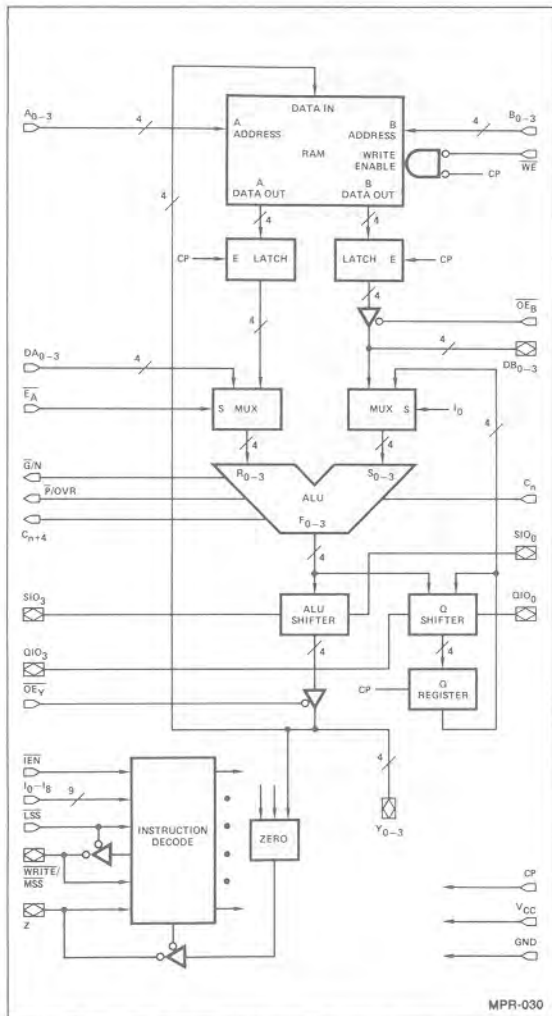 DATA IN
A0–3
4
A
ADDRESS
B
ADDRESS
4
B0–3
RAM
WRITE
ENABLE
WE
CP
A
DATA OUT
B
DATA OUT
4
4
4
CP
E LATCH
LATCH E
CP
4
4
OEB
DA0–3
4
4
DB0–3
EA
S MUX
MUX S
I0
4
4
4
G/N
R0–3
S0–3
P/OVR
ALU
Cn
Cn+4
F0–3
4
SIO0
SIO3
ALU
SHIFTER
Q
SHIFTER
QIO0
QIO3
4
4
OEY
CP
Q
REGISTER
IEN
4
I0–I8
9
LSS
INSTRUCTION
DECODE
ZERO
Y0–3
WRITE/
MSS
Z
CP
VCC
GND
MPR-030